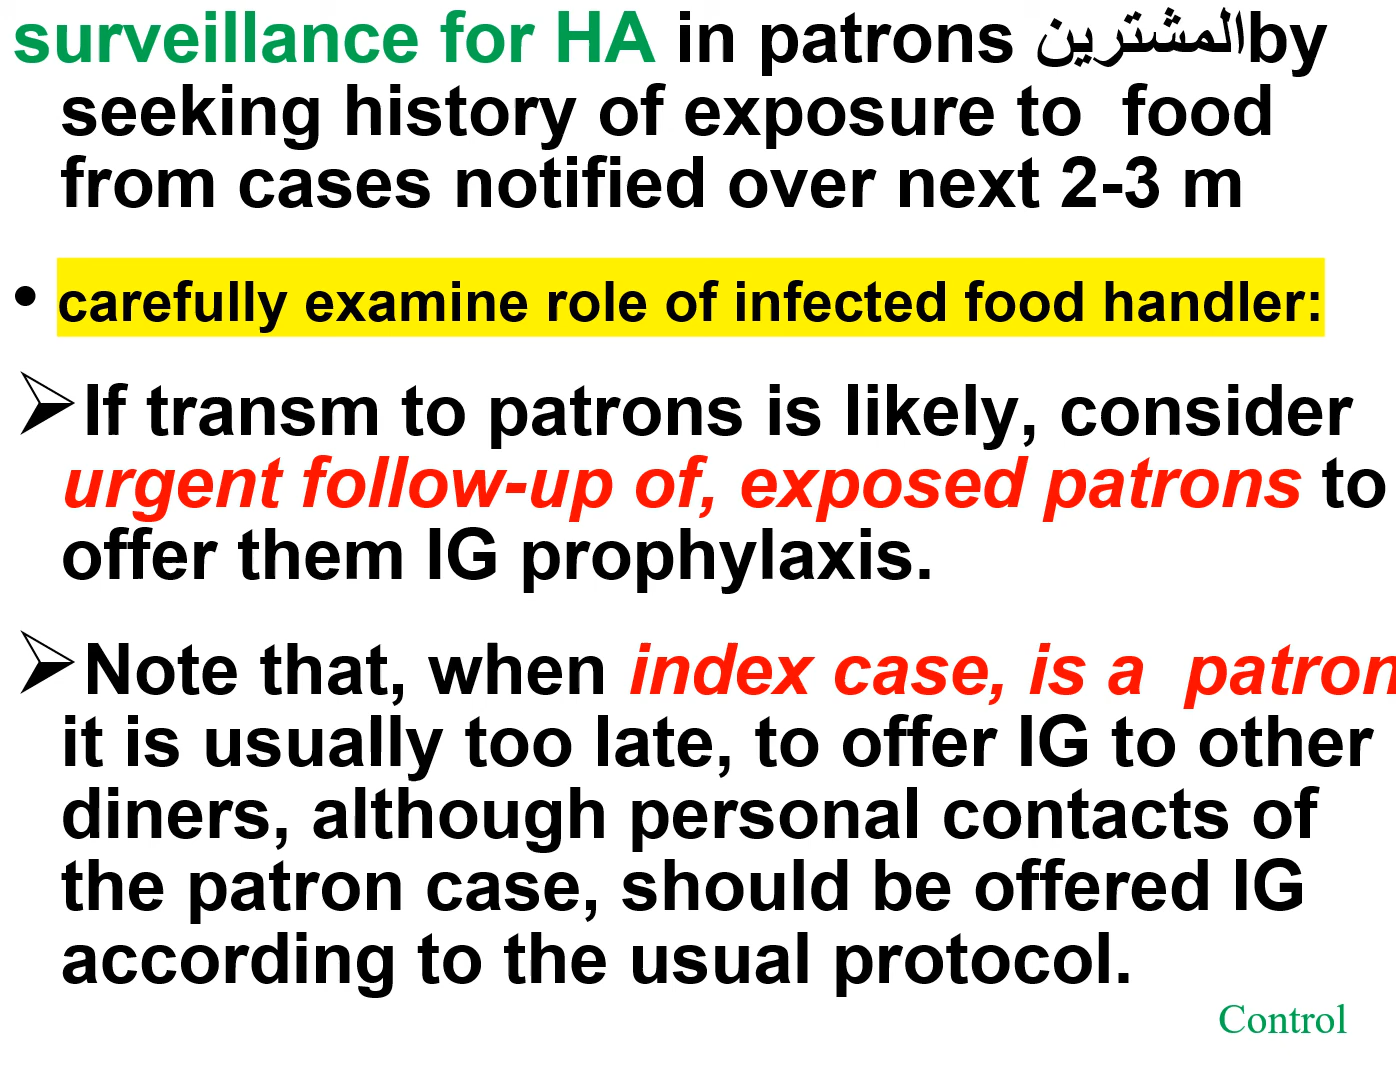 surveillance for HA in patrons المشترينby
seeking history of exposure to  food
from cases notified over next 2-3 m
• carefully examine role of infected food handler:
➢If transm to patrons is likely, consider
urgent follow-up of, exposed patrons to
offer them IG prophylaxis.
➢Note that, when index case, is a  patron
it is usually too late, to offer IG to other
diners, although personal contacts of
the patron case, should be offered IG
according to the usual protocol.
Control